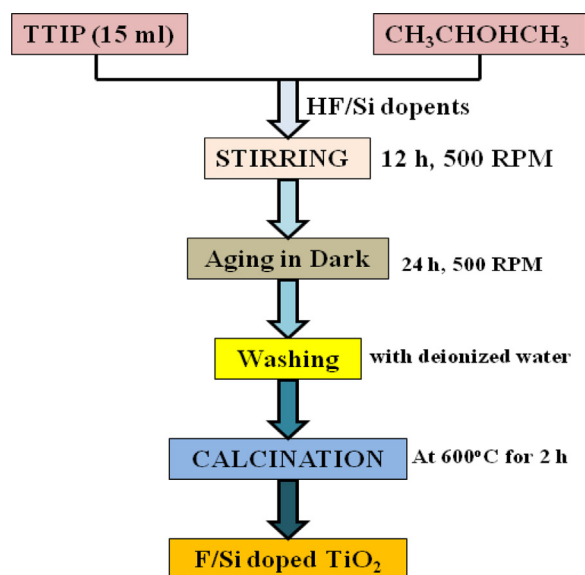 TTIP (15 ml)
CH₃CHOHCH₃
HF/Si dopents
STIRRING
12 h, 500 RPM
Aging in Dark
24 h, 500 RPM
Washing
with deionized water
CALCINATION
At 600°C for 2 h
F/Si doped TiO₂